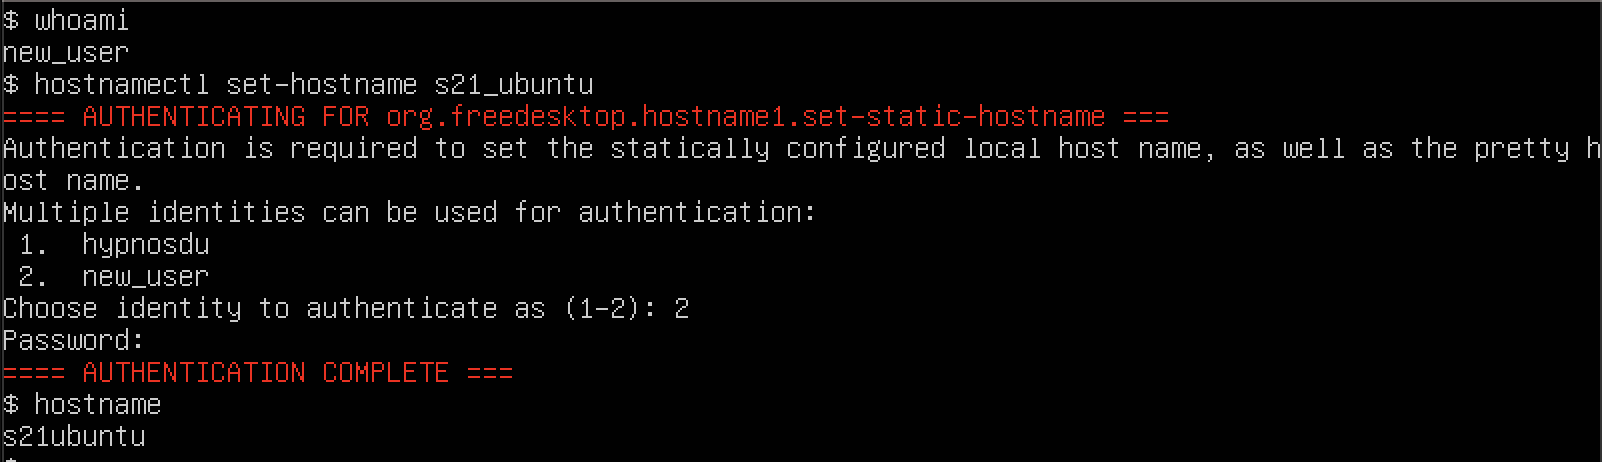 $ whoami
new_user
$ hostnamectl set-hostname s21_ubuntu
==== AUTHENTICATING FOR org.freedesktop.hostname1.set-static-hostname ===
Authentication is required to set the statically configured local host name, as well as the pretty h
ost name.
Multiple identities can be used for authentication:
 1.  hypnosdu
 2.  new_user
Choose identity to authenticate as (1-2): 2
Password:
==== AUTHENTICATION COMPLETE ===
$ hostname
s21ubuntu